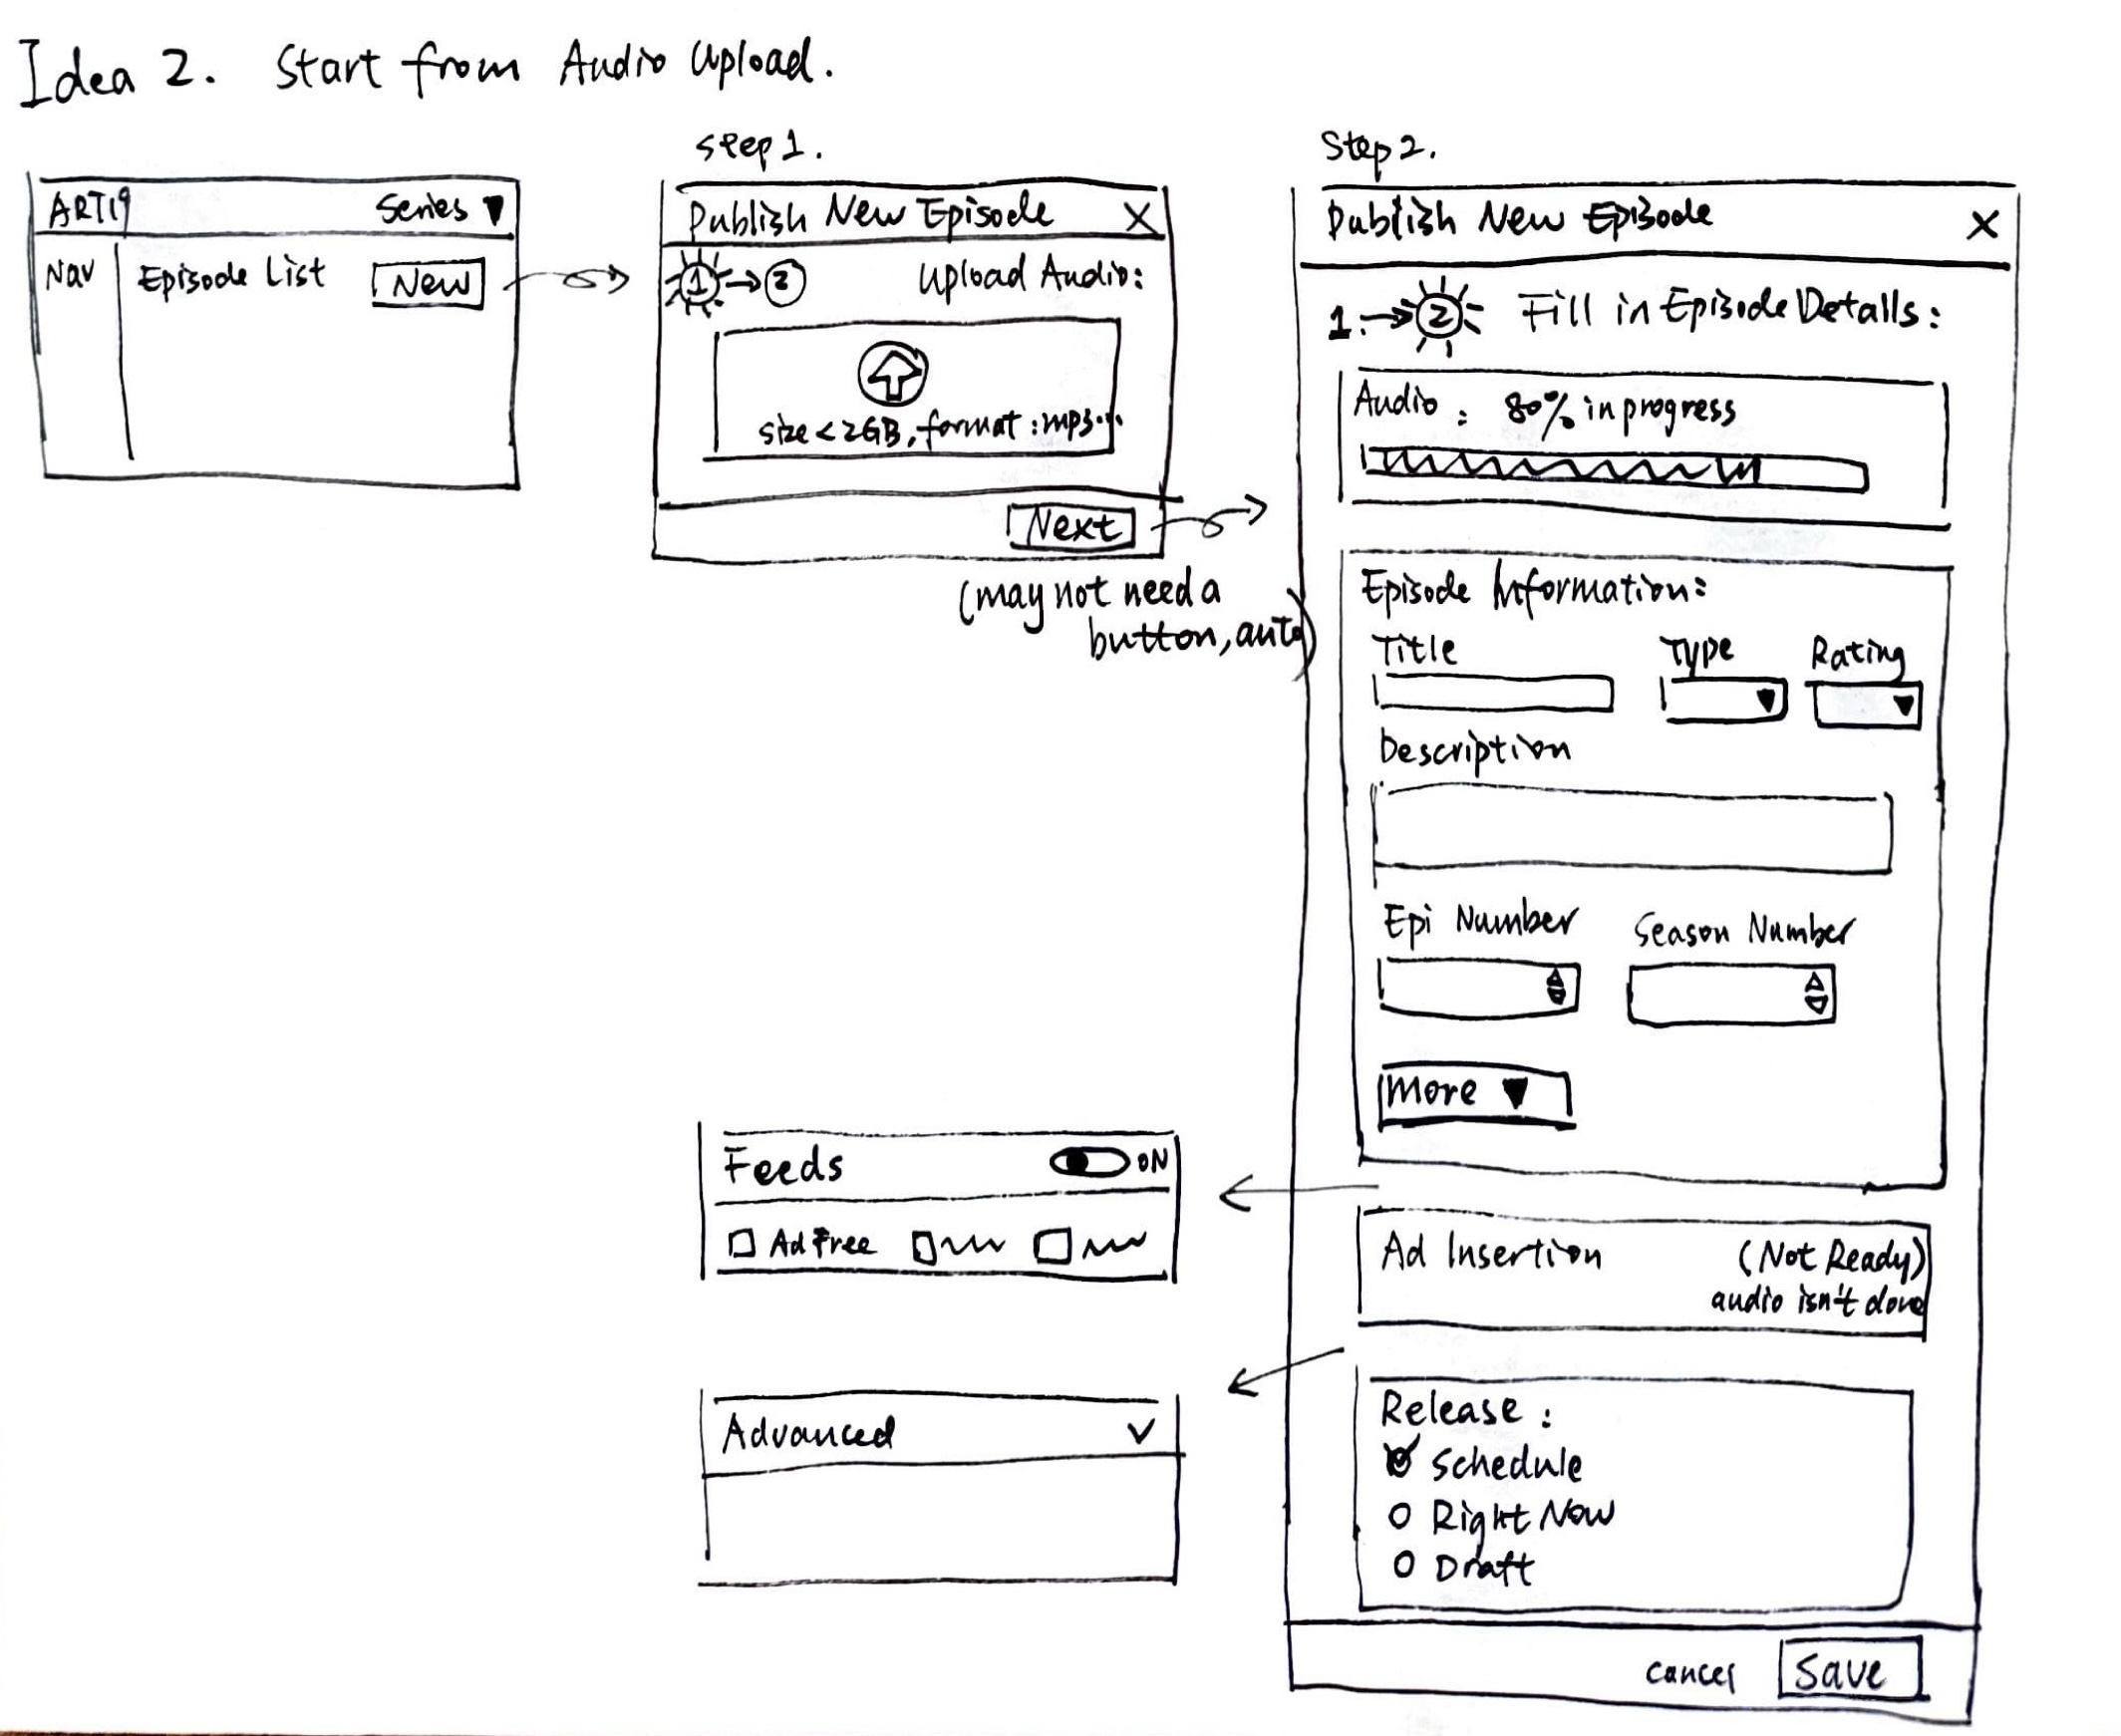 Idea 2. Start from Audio Upload.
ART19 Series ▼
Nav Episode List New
Step 1.
Publish New Episode X
1 → 2 Upload Audio:
size < 2GB, format: mp3...
Next
(may not need a
button, auto)
Step 2.
Publish New Episode X
1. → 2 Fill in Episode Details:
Audio: 80% in progress
Episode Information:
Title Type Rating
Description
Epi Number Season Number
More ▼
Feeds ON
Ad Free
Ad Insertion (Not Ready)
audio isn't done
Advanced
Release:
Schedule
Right Now
Draft
Cancel Save